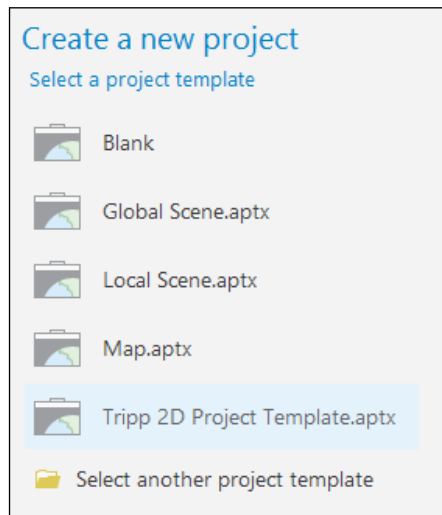 Create a new project
Select a project template
Blank
Global Scene.aptx
Local Scene.aptx
Map.aptx
Tripp 2D Project Template.aptx
Select another project template